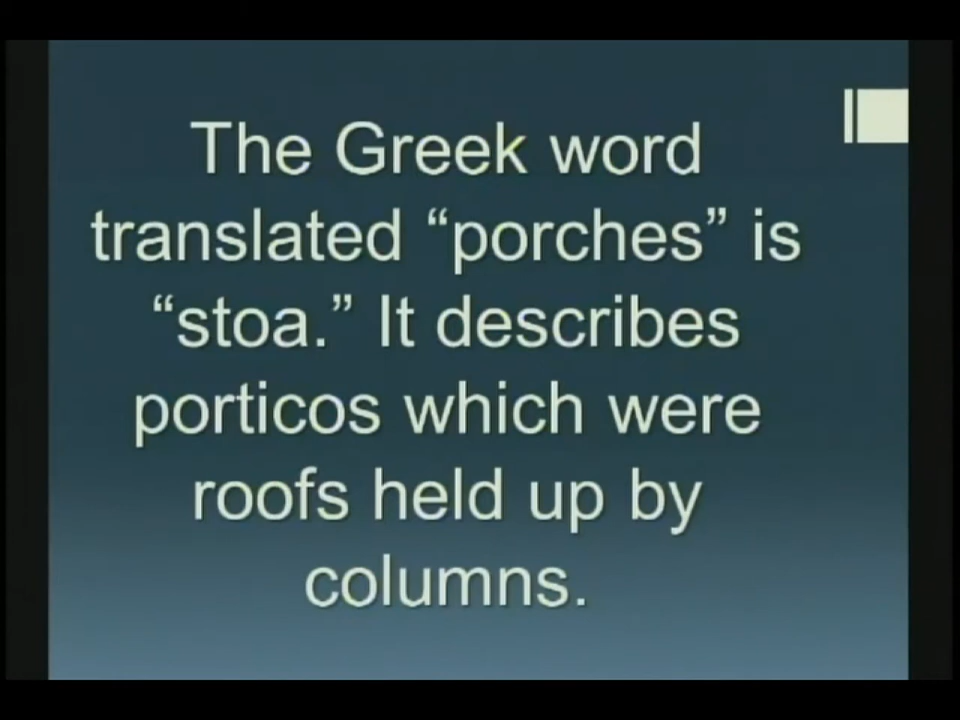 The Greek word
translated “porches” is
“stoa.” It describes
porticos which were
roofs held up by
columns.